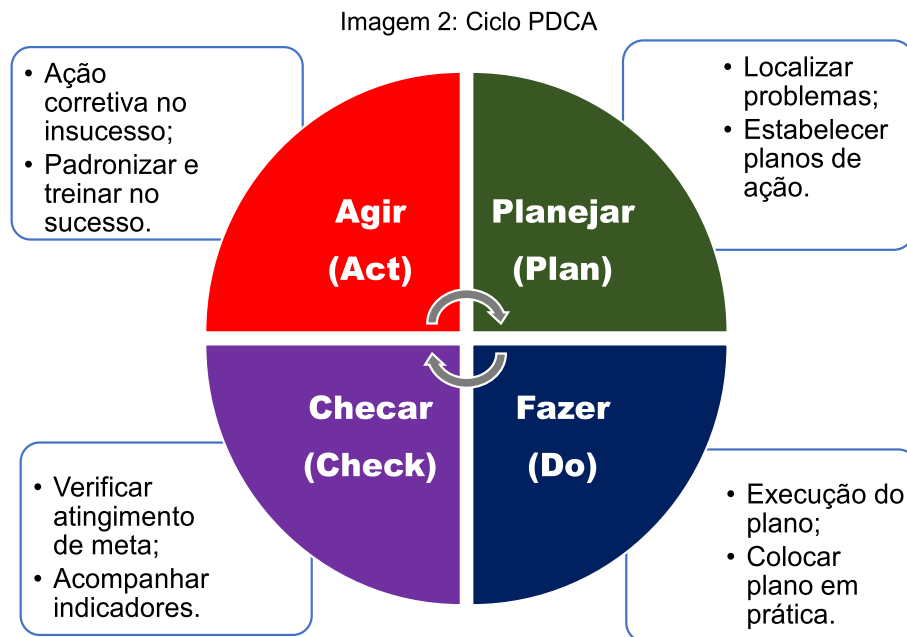 Imagem 2: Ciclo PDCA
• Ação
corretiva no
insucesso;
• Padronizar e
treinar no
sucesso.
• Localizar
problemas;
• Estabelecer
planos de
ação.
Agir
(Act)
Planejar
(Plan)
Checar
(Check)
Fazer
(Do)
• Verificar
atingimento
de meta;
• Acompanhar
indicadores.
• Execução do
plano;
• Colocar
plano em
prática.